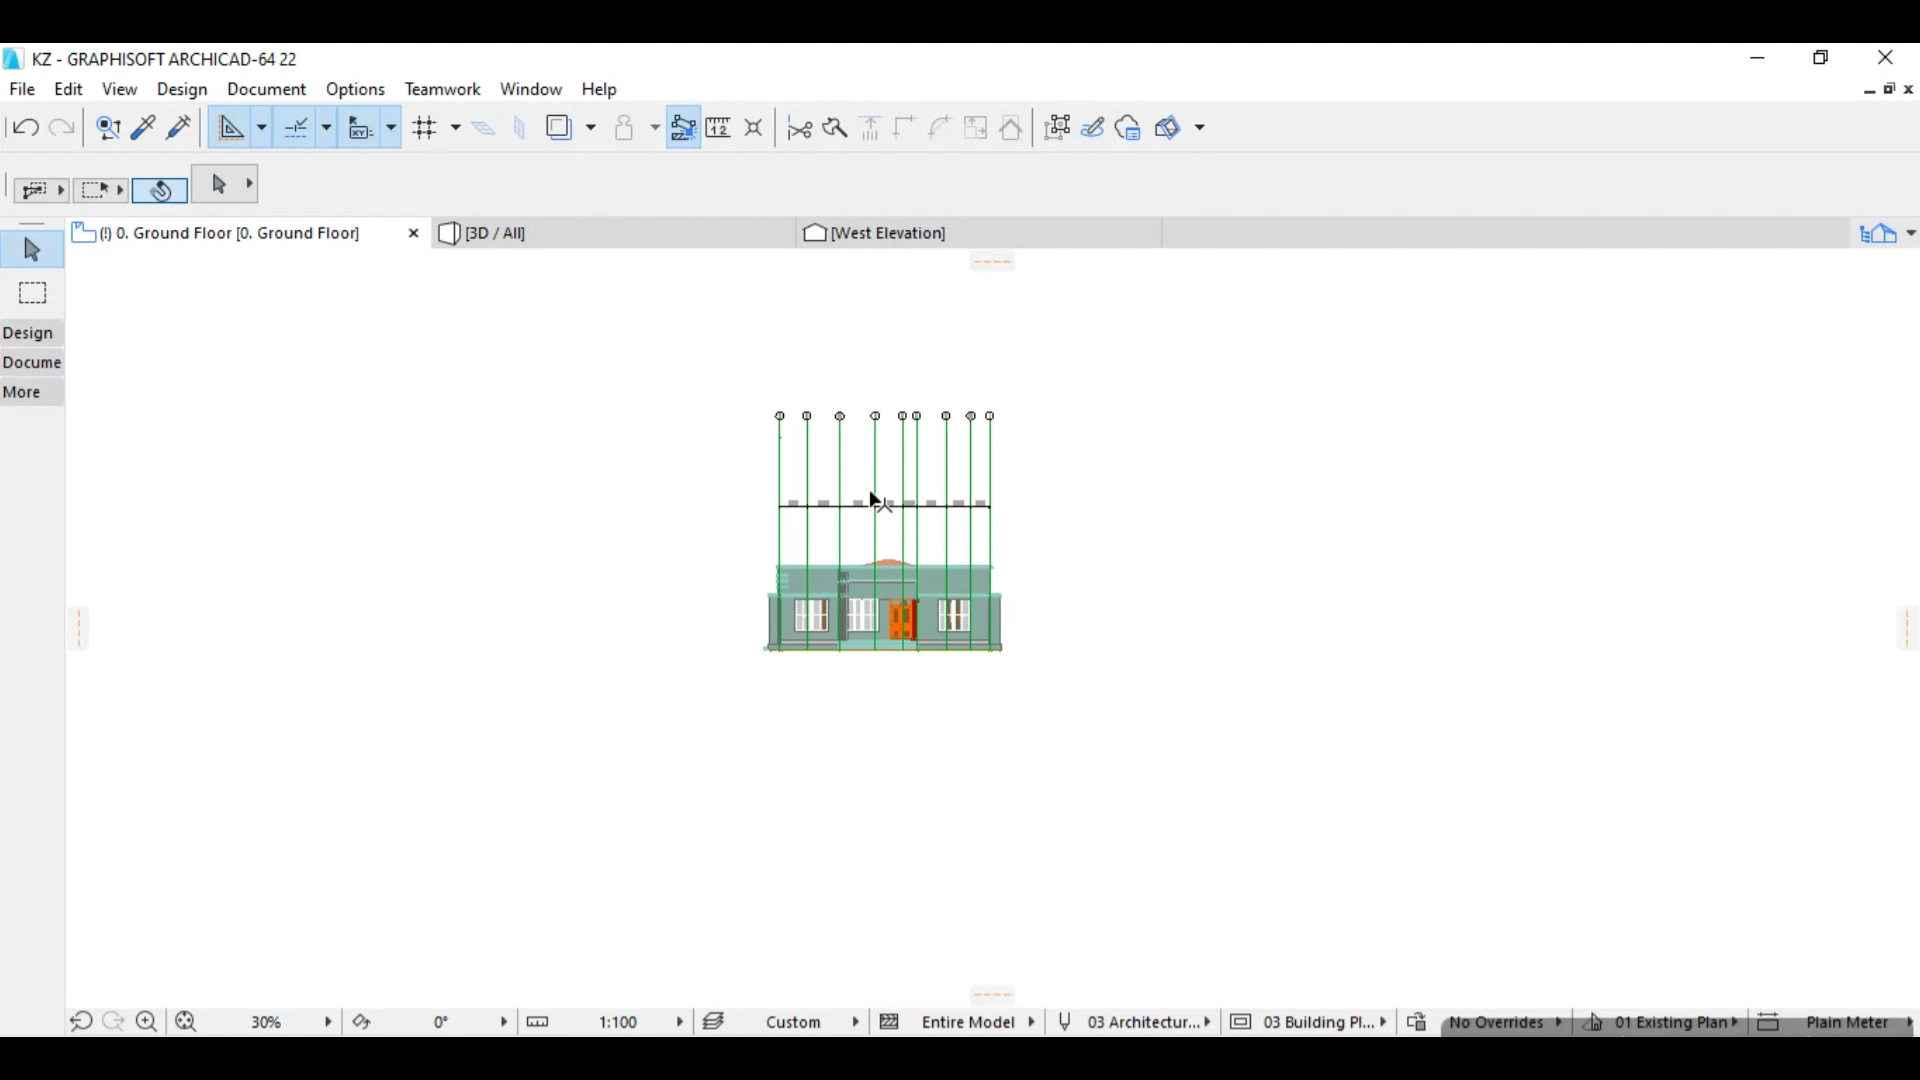 KZ - GRAPHISOFT ARCHICAD-64 22
File Edit View Design Document Options Teamwork Window Help
(!) 0. Ground Floor [0. Ground Floor]
[3D / All]
[West Elevation]
Design
Docume
More
30% 0° 1:100 Custom Entire Model 03 Architectur... 03 Building Pl... No Overrides 01 Existing Plan Plain Meter